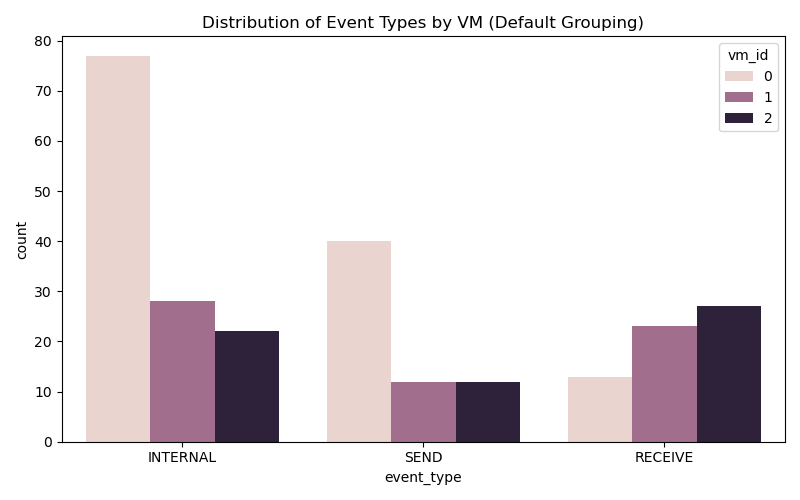 Distribution of Event Types by VM (Default Grouping)
vm_id
0
1
2
count
80
70
60
50
40
30
20
10
0
INTERNAL
SEND
RECEIVE
event_type